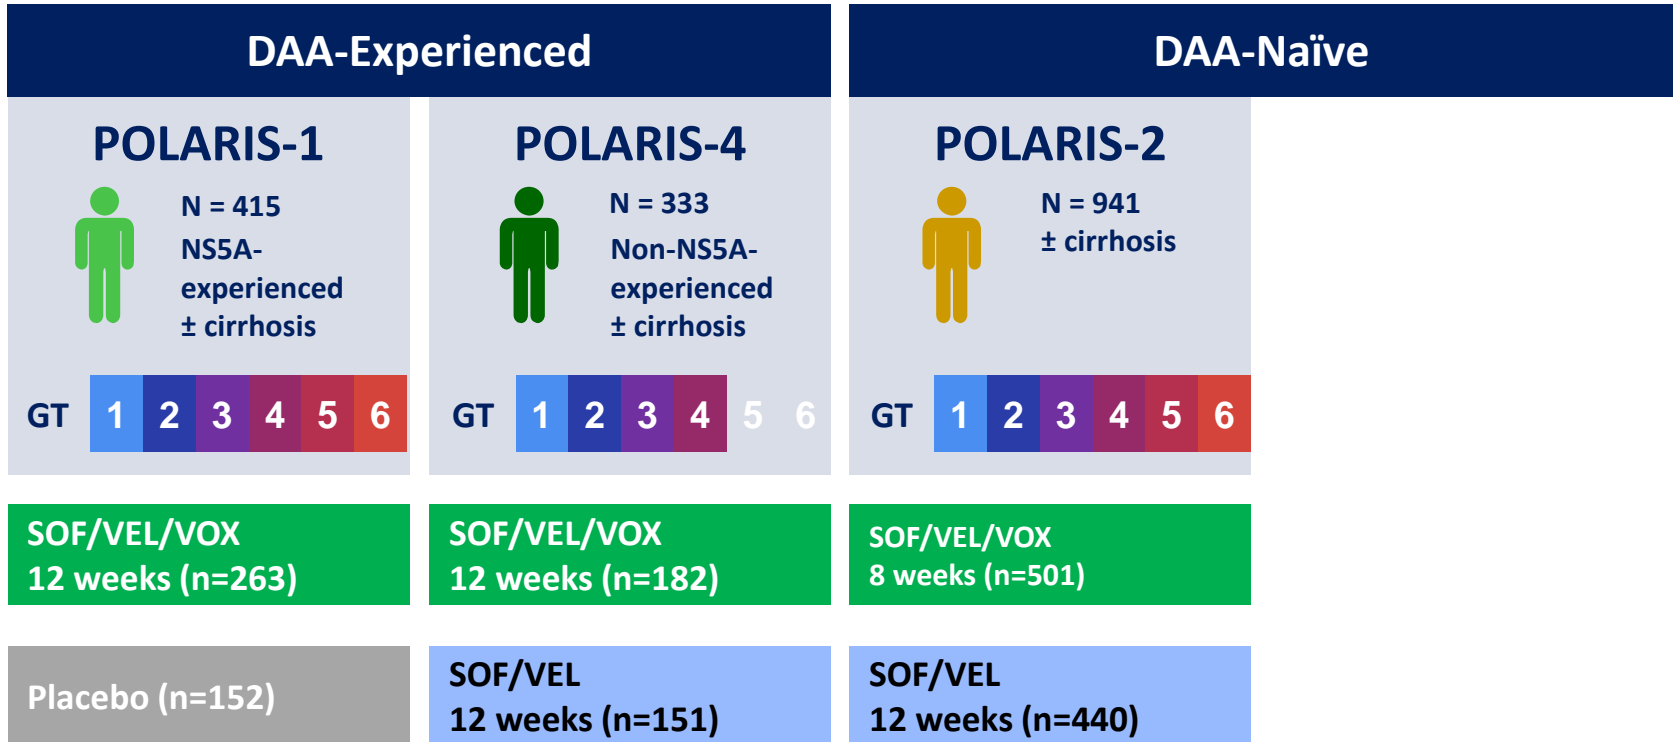 DAA-Experienced
DAA-Naïve
POLARIS-1
N = 415
NS5A-
experienced
± cirrhosis
GT 1 2 3 4 5 6
SOF/VEL/VOX
12 weeks (n=263)
Placebo (n=152)
POLARIS-4
N = 333
Non-NS5A-
experienced
± cirrhosis
GT 1 2 3 4 5 6
SOF/VEL/VOX
12 weeks (n=182)
SOF/VEL
12 weeks (n=151)
POLARIS-2
N = 941
± cirrhosis
GT 1 2 3 4 5 6
SOF/VEL/VOX
8 weeks (n=501)
SOF/VEL
12 weeks (n=440)